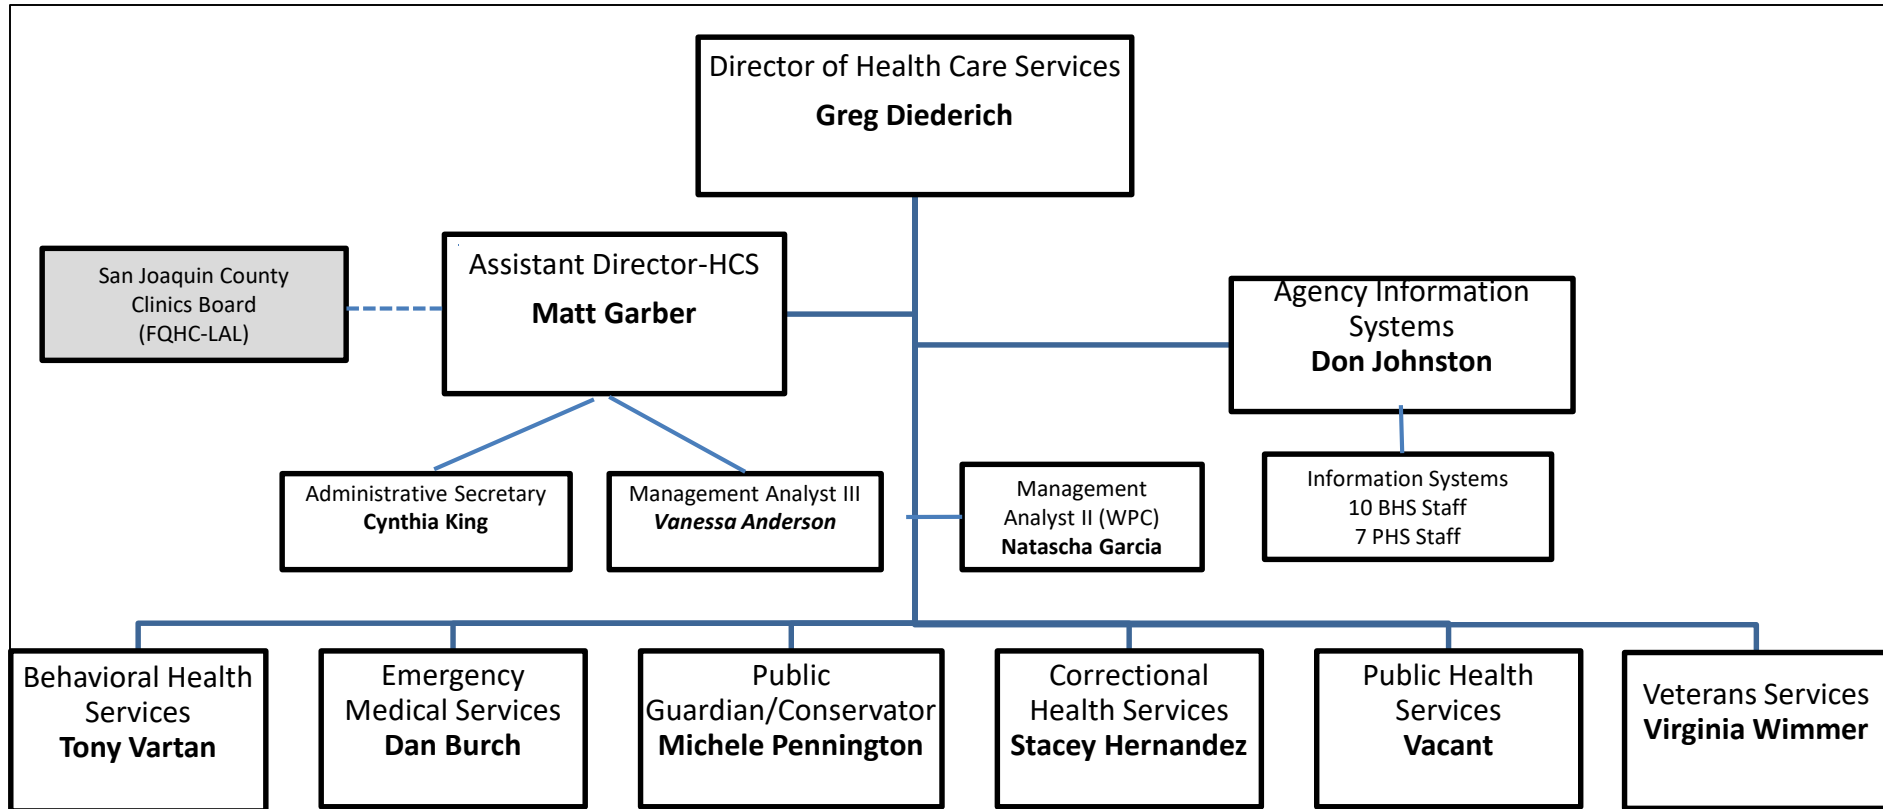 Director of Health Care Services
Greg Diederich
San Joaquin County
Clinics Board
(FQHC-LAL)
Assistant Director-HCS
Matt Garber
Agency Information
Systems
Don Johnston
Administrative Secretary
Cynthia King
Management Analyst III
Vanessa Anderson
Management
Analyst II (WPC)
Natascha Garcia
Information Systems
10 BHS Staff
7 PHS Staff
Behavioral Health
Services
Tony Vartan
Emergency
Medical Services
Dan Burch
Public
Guardian/Conservator
Michele Pennington
Correctional
Health Services
Stacey Hernandez
Public Health
Services
Vacant
Veterans Services
Virginia Wimmer